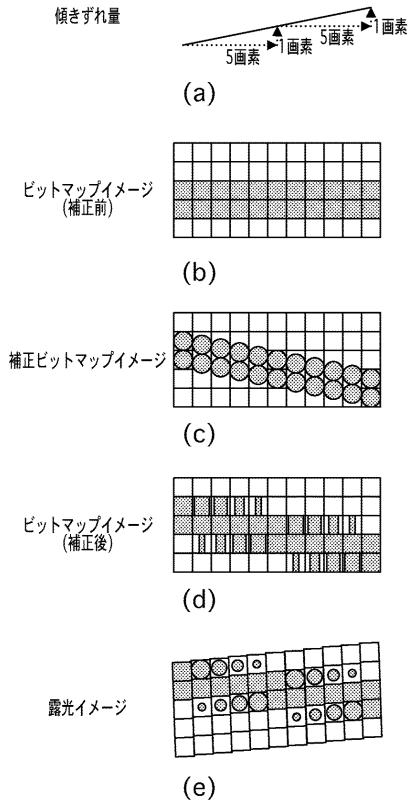 傾きずれ量
1画素
5画素
1画素
5画素
(a)
ビットマップイメージ
(補正前)
(b)
補正ビットマップイメージ
(c)
ビットマップイメージ
(補正後)
(d)
露光イメージ
(e)